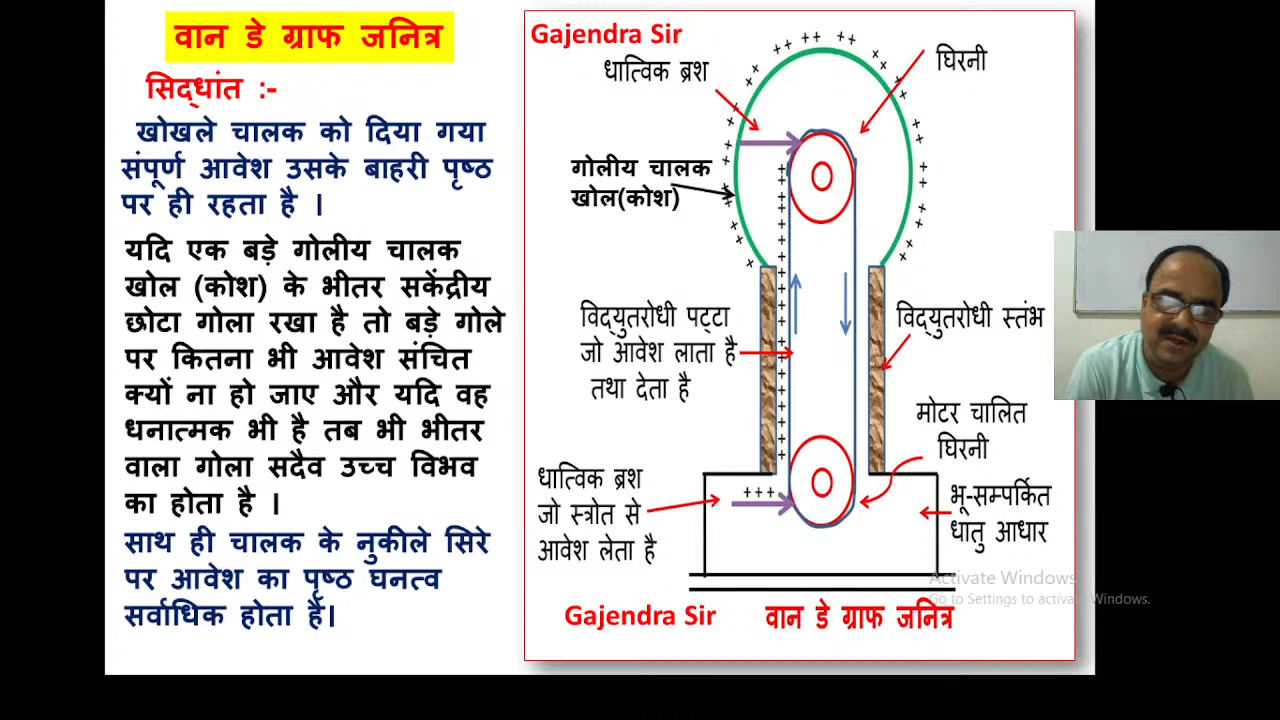 वान डे ग्राफ जनित्र
सिद्धांत :-
खोखले चालक को दिया गया
संपूर्ण आवेश उसके बाहरी पृष्ठ
पर ही रहता है ।
यदि एक बड़े गोलीय चालक
खोल (कोश) के भीतर सकेंद्रीय
छोटा गोला रखा है तो बड़े गोले
पर कितना भी आवेश संचित
क्यों ना हो जाए और यदि वह
धनात्मक भी है तब भी भीतर
वाला गोला सदैव उच्च विभव
का होता है ।
साथ ही चालक के नुकीले सिरे
पर आवेश का पृष्ठ घनत्व
सर्वाधिक होता है।
Gajendra Sir
धात्विक ब्रश
घिरनी
गोलीय चालक
खोल(कोश)
विद्युतरोधी पट्टा
जो आवेश लाता है
तथा देता है
विद्युतरोधी स्तंभ
मोटर चालित
घिरनी
धात्विक ब्रश
जो स्त्रोत से
आवेश लेता है
+++
भू-सम्पर्कित
धातु आधार
Gajendra Sir
वान डे ग्राफ जनित्र
Activate Windows
Go to Settings to activate Windows.